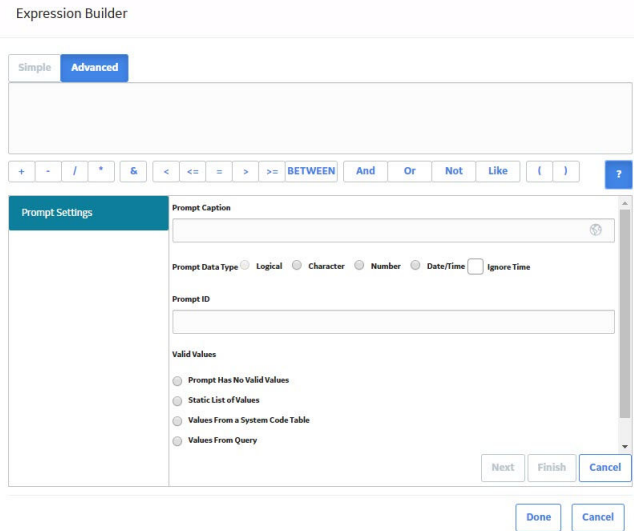 Expression Builder
Simple Advanced
+ - / * & < <= = > >= BETWEEN And Or Not Like ( ) ?
Prompt Settings
Prompt Caption
Prompt Data Type Logical Character Number Date/Time Ignore Time
Prompt ID
Valid Values
Prompt Has No Valid Values
Static List of Values
Values From a System Code Table
Values From Query
Next Finish Cancel
Done Cancel